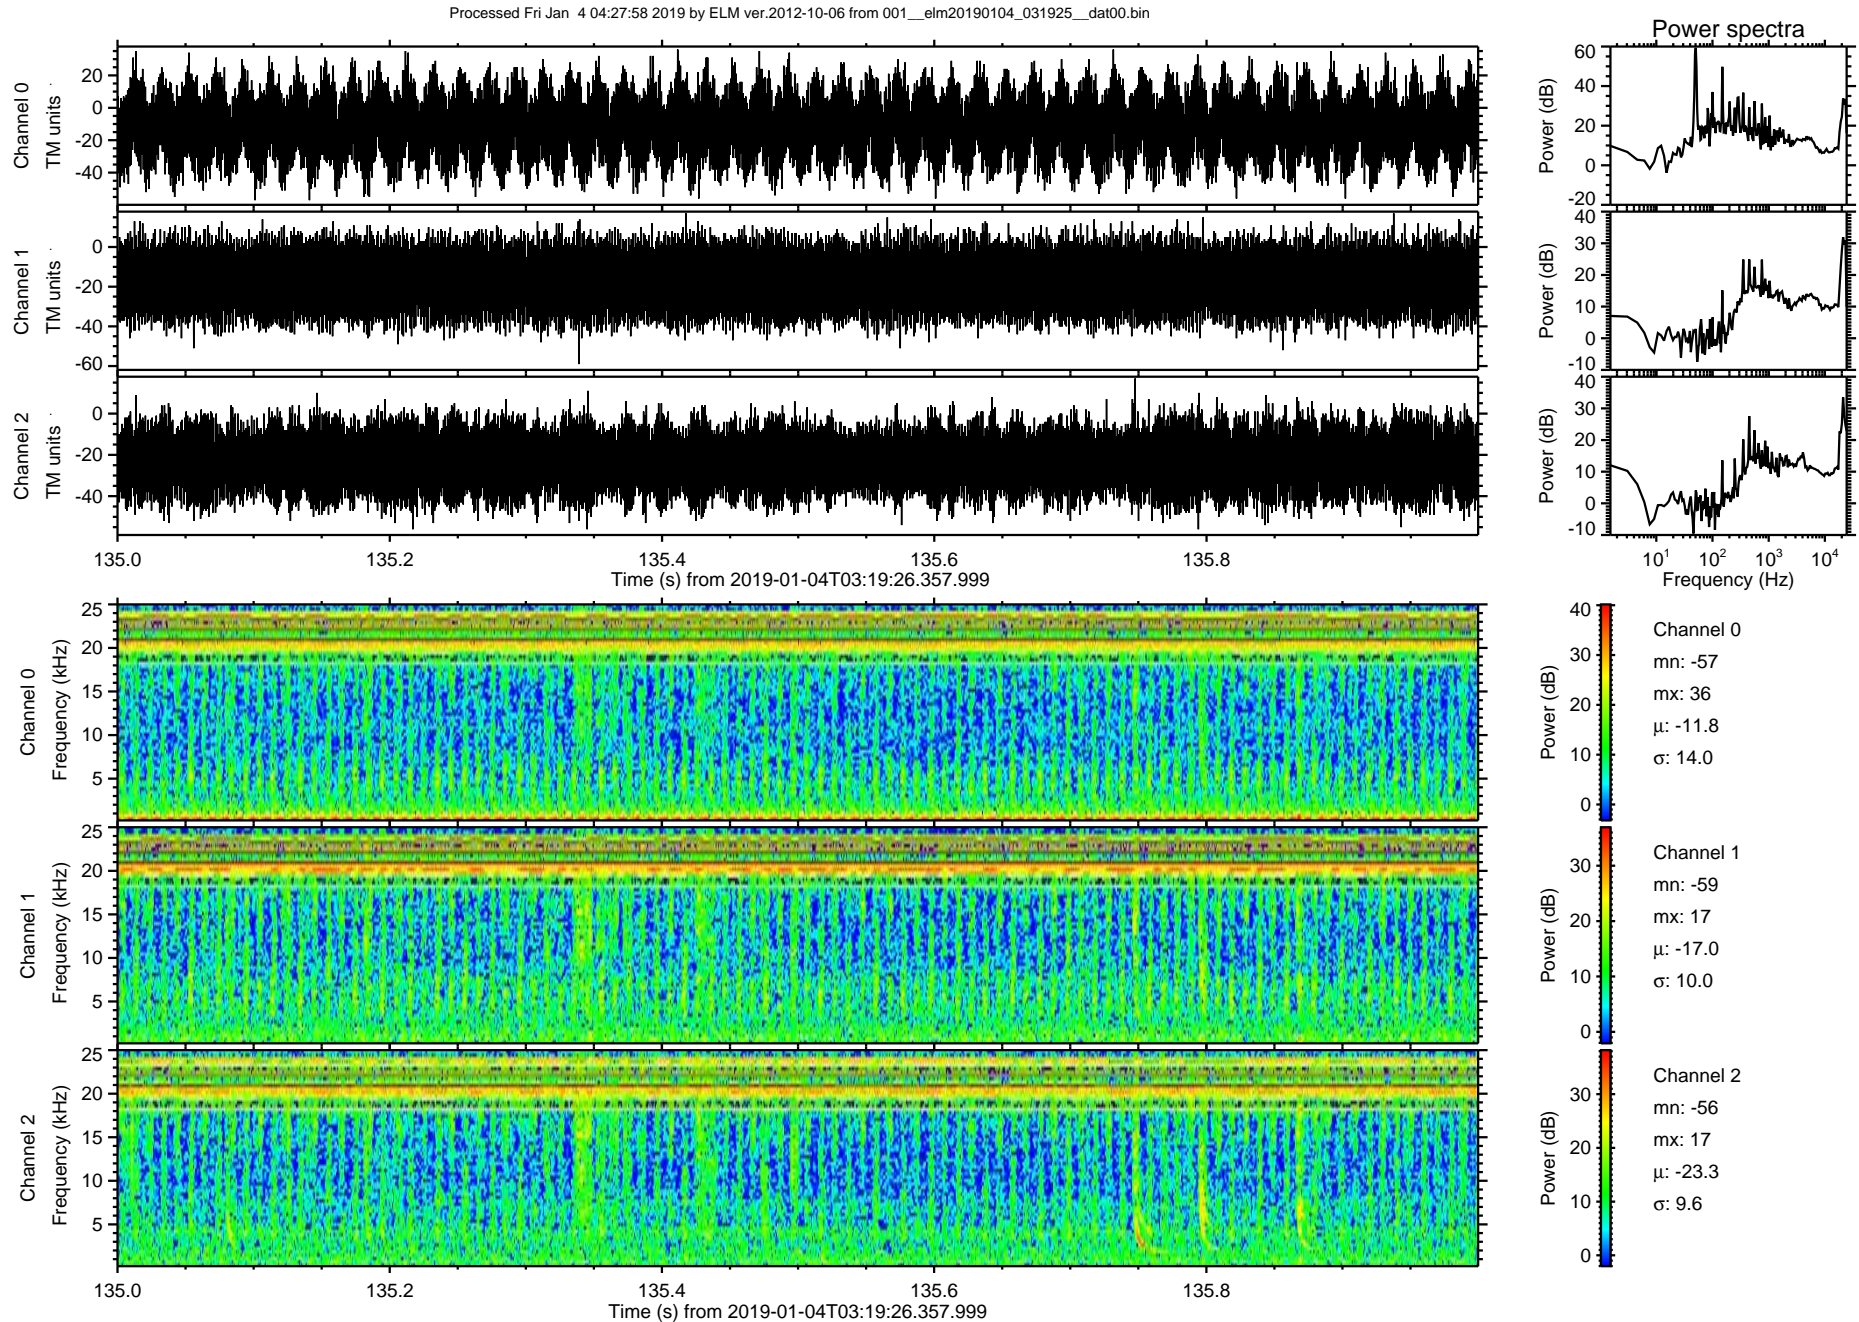 Processed Fri Jan  4 04:27:58 2019 by ELM ver.2012-10-06 from 001__elm20190104_031925__dat00.bin
Power spectra
Channel 0
TM units
20
0
-20
-40
Power (dB)
60
40
20
0
-20
Channel 1
TM units
0
-20
-40
-60
Power (dB)
40
30
20
10
0
-10
Channel 2
TM units
0
-20
-40
Power (dB)
40
30
20
10
0
-10
135.0 135.2 135.4 135.6 135.8
Time (s) from 2019-01-04T03:19:26.357.999
10¹ 10² 10³ 10⁴
Frequency (Hz)
Channel 0
Frequency (kHz)
25
20
15
10
5
Power (dB)
40
30
20
10
0
Channel 0
mn: -57
mx: 36
μ: -11.8
σ: 14.0
Channel 1
Frequency (kHz)
25
20
15
10
5
Power (dB)
30
20
10
0
Channel 1
mn: -59
mx: 17
μ: -17.0
σ: 10.0
Channel 2
Frequency (kHz)
25
20
15
10
5
Power (dB)
30
20
10
0
Channel 2
mn: -56
mx: 17
μ: -23.3
σ: 9.6
135.0 135.2 135.4 135.6 135.8
Time (s) from 2019-01-04T03:19:26.357.999